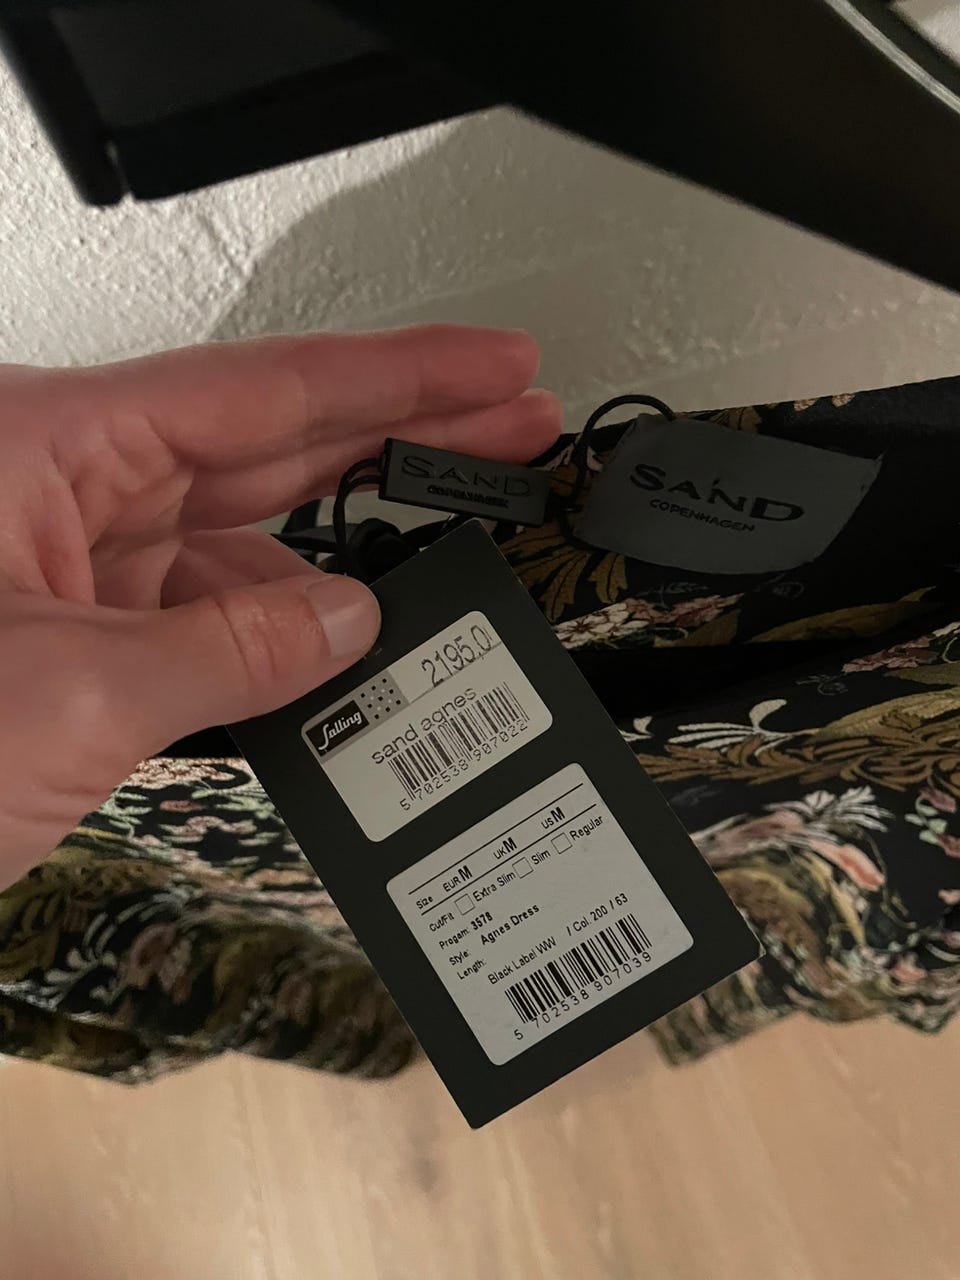 SAND
COPENHAGEN
SAND
COPENHAGEN
Salling
2195,0
sand agnes
5 702538 907022
Size EUR M UK M US M
Cut/Fit Extra Slim Slim Regular
Progam: 3578
Style: Agnes Dress
Length:
Black Label WW / Col. 200 / 63
5 702538 907039